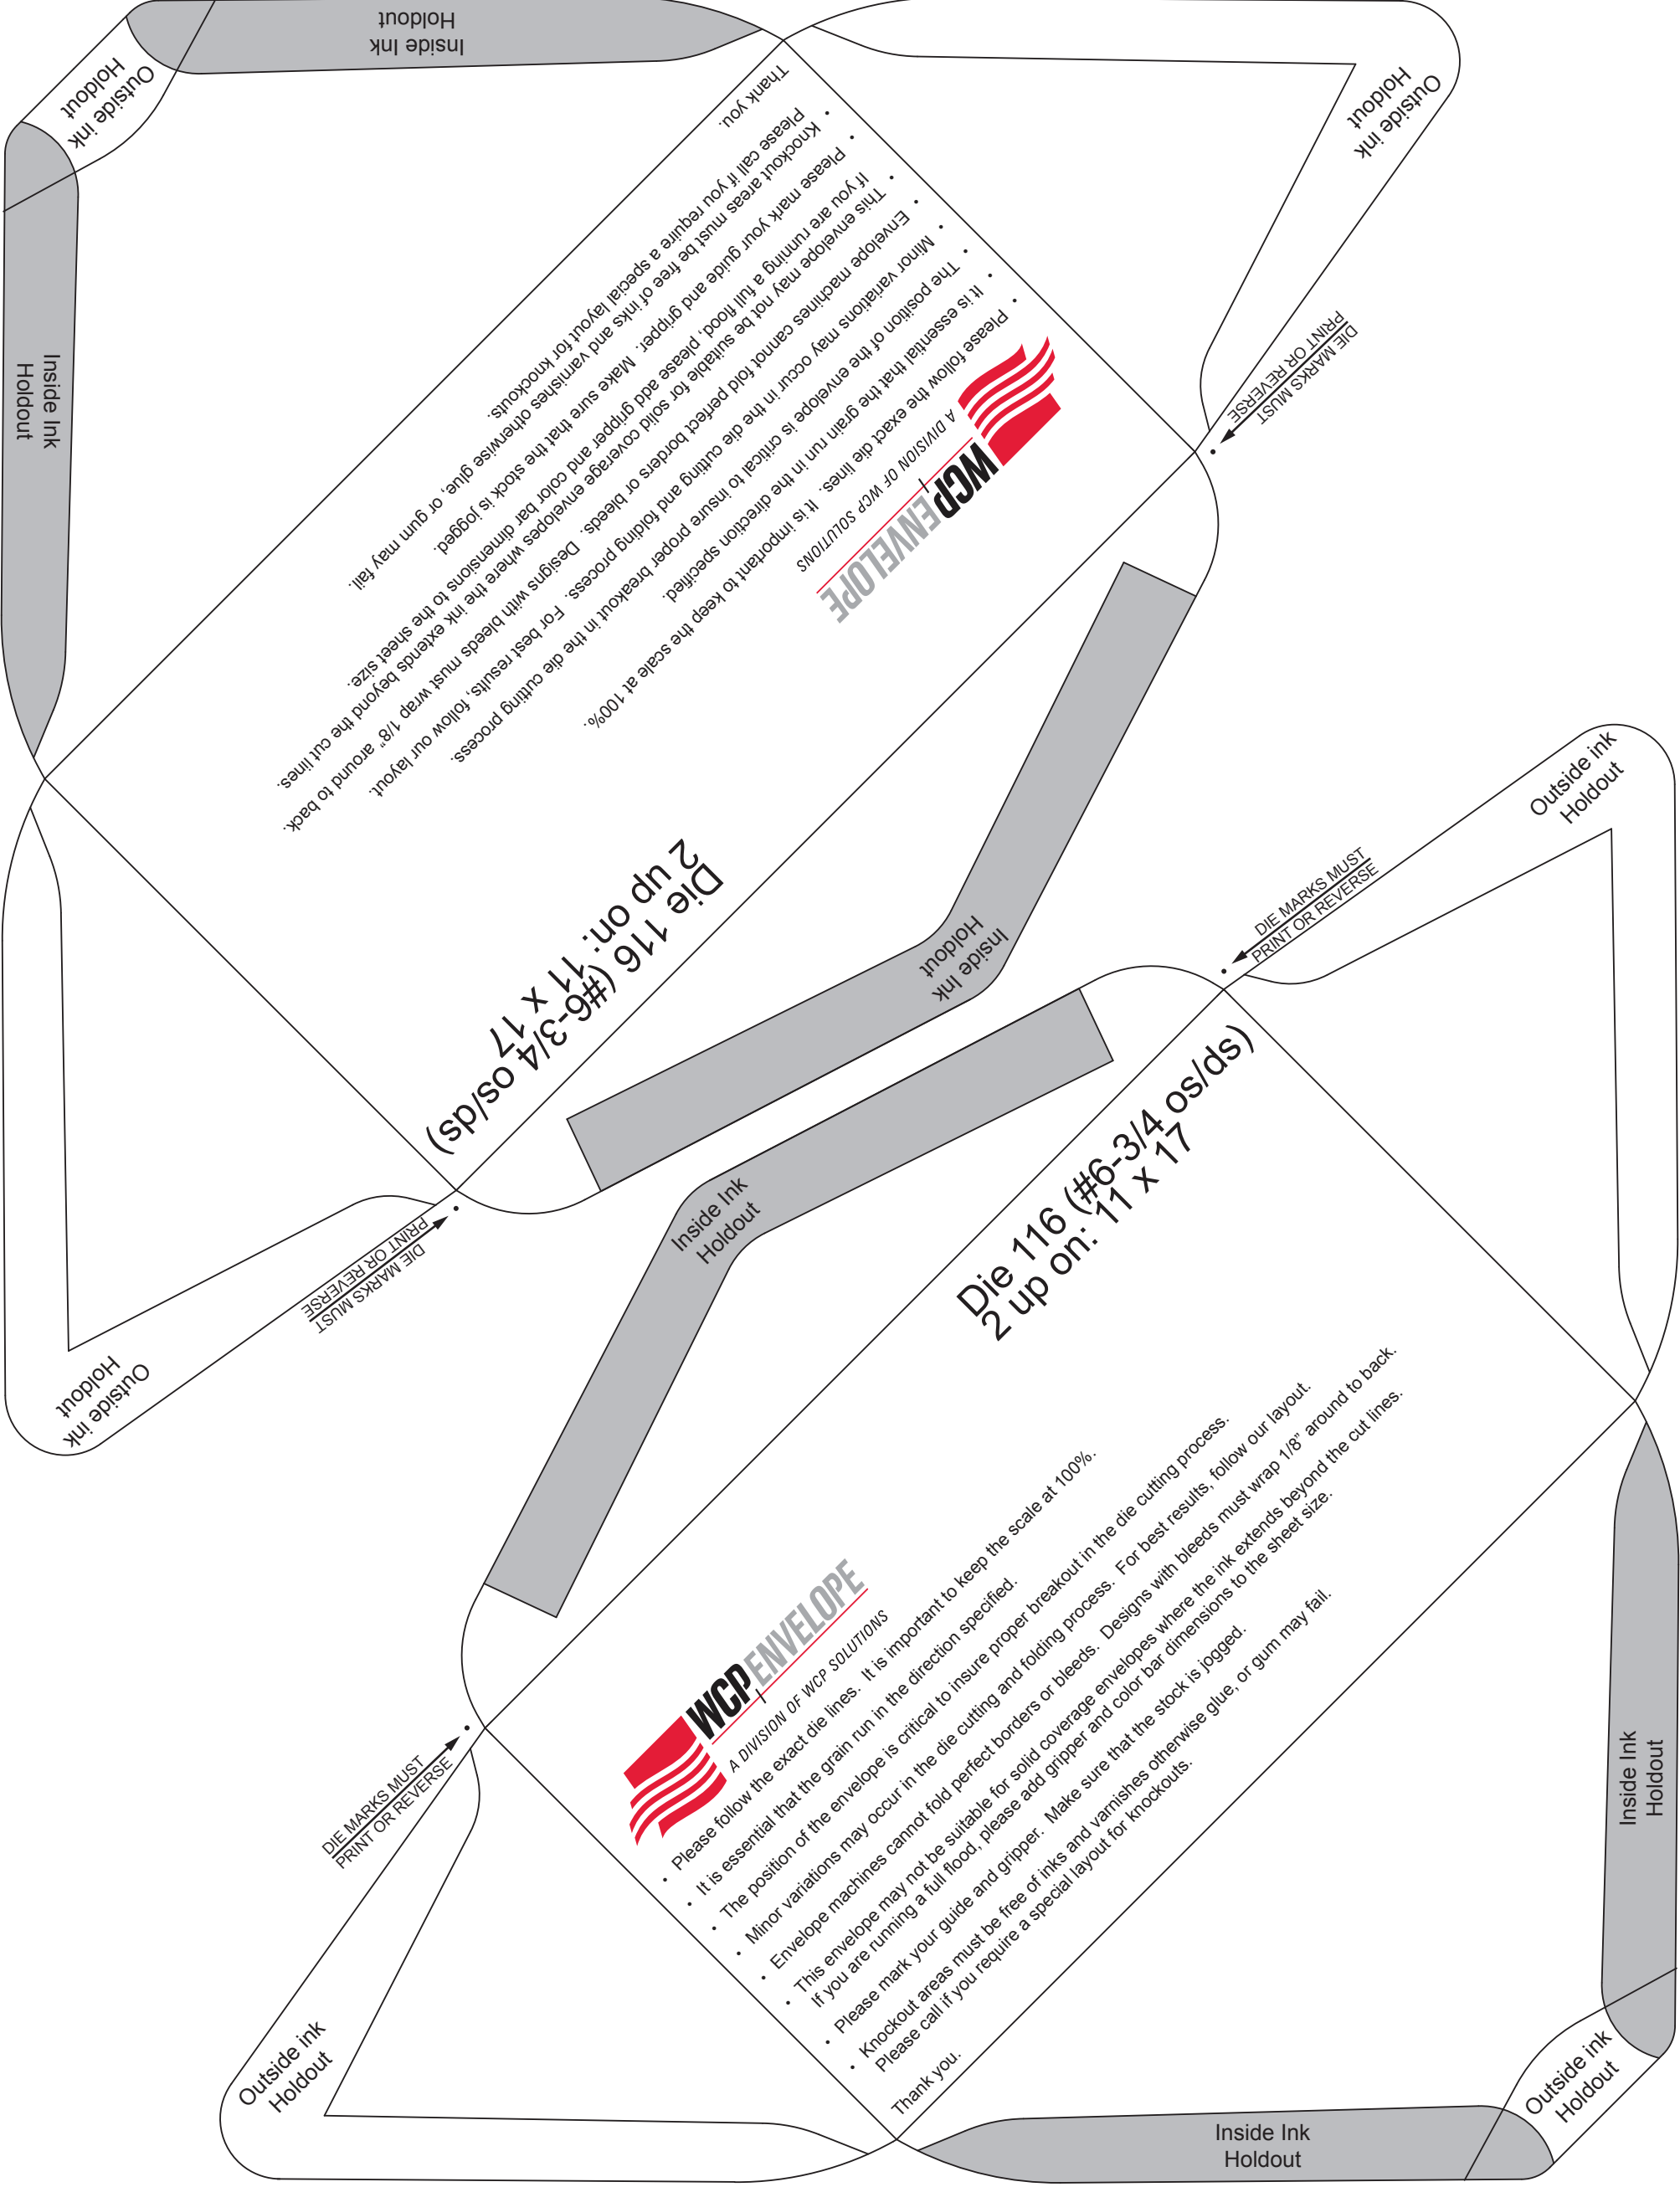 Inside Ink
Holdout
Outside ink
Holdout
Inside Ink
Holdout
Outside ink
Holdout
DIE MARKS MUST
PRINT OR REVERSE
WCP ENVELOPE
A DIVISION OF WCP SOLUTIONS
• Please follow the exact die lines.  It is important to keep the scale at 100%.
• It is essential that the grain run in the direction specified.
• The position of the envelope is critical to insure proper breakout in the die cutting process.
• Minor variations may occur in the die cutting and folding process.  For best results, follow our layout.
• Envelope machines cannot fold perfect borders or bleeds.  Designs with bleeds must wrap 1/8" around to back.
• This envelope may not be suitable for solid coverage envelopes where the ink extends beyond the cut lines.
If you are running a full flood, please add gripper and color bar dimensions to the sheet size.
• Please mark your guide and gripper.  Make sure that the stock is jogged.
• Knockout areas must be free of inks and varnishes otherwise glue, or gum may fail.
Please call if you require a special layout for knockouts.
Thank you.
Die 116 (#6-3/4 os/ds)
2 up on: 11 x 17
Inside Ink
Holdout
DIE MARKS MUST
PRINT OR REVERSE
Outside ink
Holdout
Outside ink
Holdout
DIE MARKS MUST
PRINT OR REVERSE
Inside Ink
Holdout
Die 116 (#6-3/4 os/ds)
2 up on: 11 x 17
WCP ENVELOPE
A DIVISION OF WCP SOLUTIONS
• Please follow the exact die lines.  It is important to keep the scale at 100%.
• It is essential that the grain run in the direction specified.
• The position of the envelope is critical to insure proper breakout in the die cutting process.
• Minor variations may occur in the die cutting and folding process.  For best results, follow our layout.
• Envelope machines cannot fold perfect borders or bleeds.  Designs with bleeds must wrap 1/8" around to back.
• This envelope may not be suitable for solid coverage envelopes where the ink extends beyond the cut lines.
If you are running a full flood, please add gripper and color bar dimensions to the sheet size.
• Please mark your guide and gripper.  Make sure that the stock is jogged.
• Knockout areas must be free of inks and varnishes otherwise glue, or gum may fail.
Please call if you require a special layout for knockouts.
Thank you.
DIE MARKS MUST
PRINT OR REVERSE
Outside ink
Holdout
Inside Ink
Holdout
Outside ink
Holdout
Inside Ink
Holdout